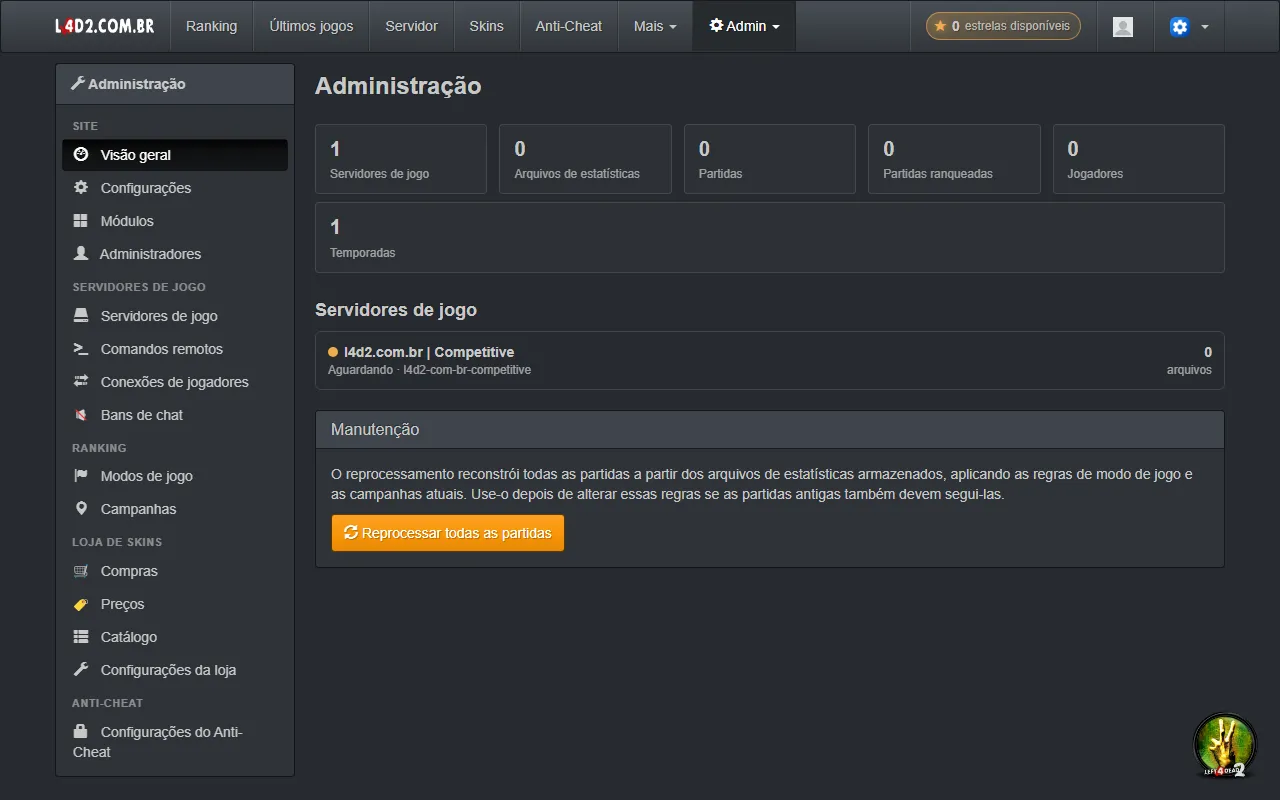 L4D2.COM.BR
Ranking
Últimos jogos
Servidor
Skins
Anti-Cheat
Mais
Admin
0 estrelas disponíveis
Administração
SITE
Visão geral
Configurações
Módulos
Administradores
SERVIDORES DE JOGO
Servidores de jogo
Comandos remotos
Conexões de jogadores
Bans de chat
RANKING
Modos de jogo
Campanhas
LOJA DE SKINS
Compras
Preços
Catálogo
Configurações da loja
ANTI-CHEAT
Configurações do Anti-
Cheat
Administração
1
Servidores de jogo
0
Arquivos de estatísticas
0
Partidas
0
Partidas ranqueadas
0
Jogadores
1
Temporadas
Servidores de jogo
l4d2.com.br | Competitive
Aguardando · l4d2-com-br-competitive
0
arquivos
Manutenção
O reprocessamento reconstrói todas as partidas a partir dos arquivos de estatísticas armazenados, aplicando as regras de modo de jogo e
as campanhas atuais. Use-o depois de alterar essas regras se as partidas antigas também devem segui-las.
Reprocessar todas as partidas
LEFT 4 DEAD 2